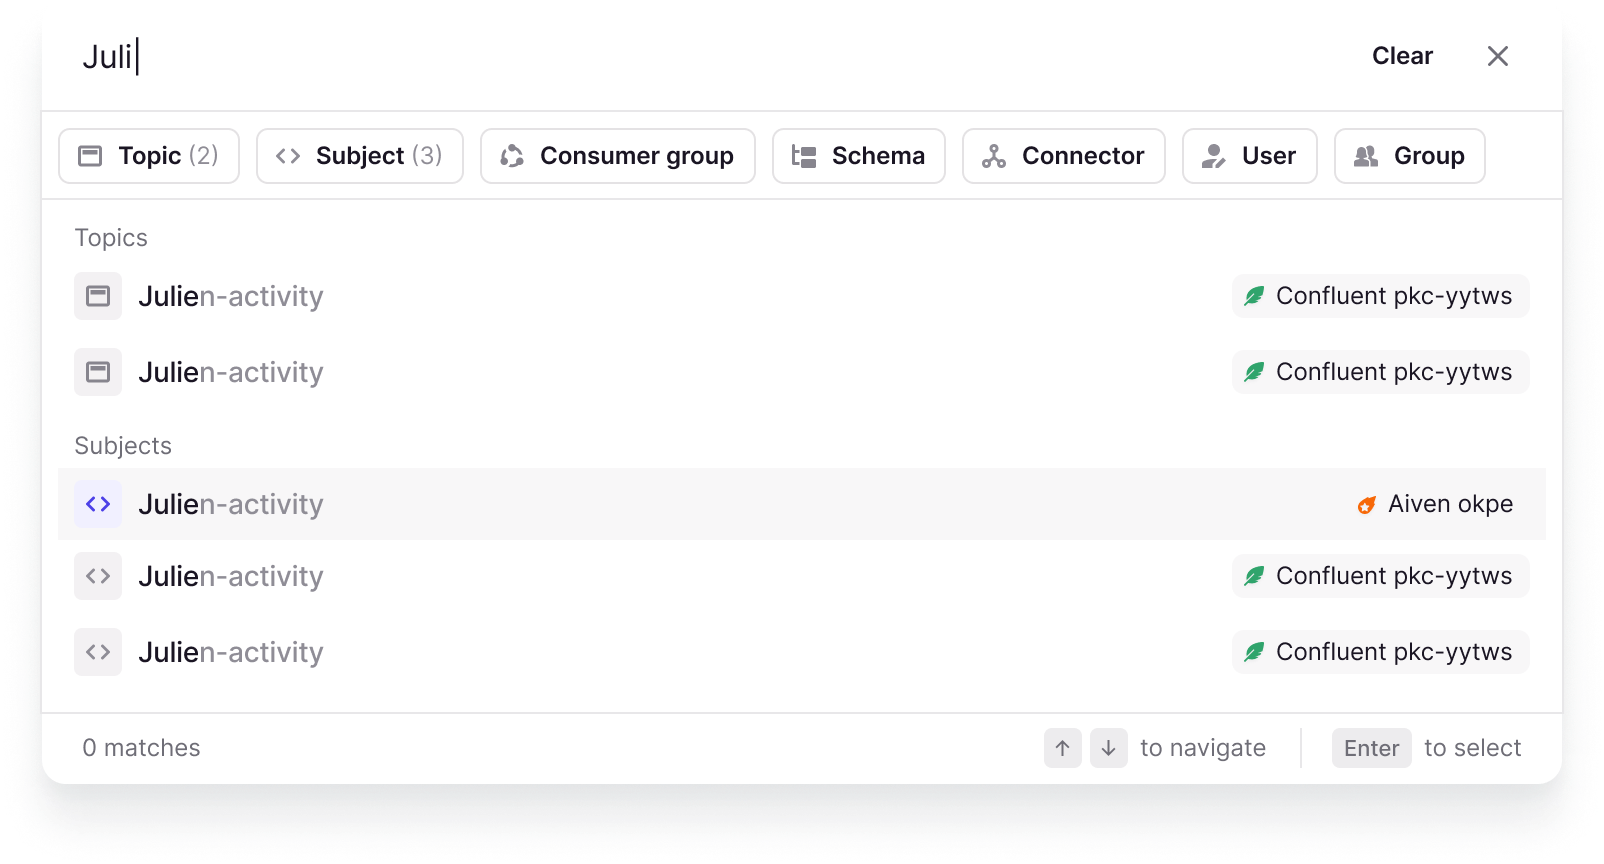 Juli
Clear
Topic (2) Subject (3) Consumer group Schema Connector User Group
Topics
Julien-activity Confluent pkc-yytws
Julien-activity Confluent pkc-yytws
Subjects
Julien-activity Aiven okpe
Julien-activity Confluent pkc-yytws
Julien-activity Confluent pkc-yytws
0 matches ↑ ↓ to navigate Enter to select